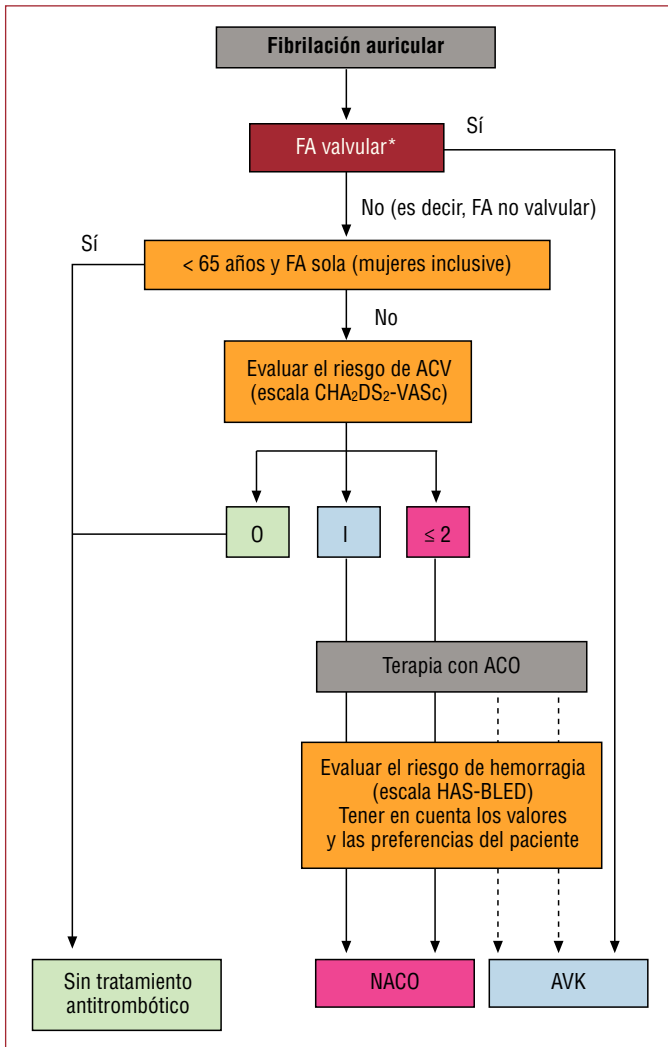 Fibrilación auricular
Sí
FA valvular*
No (es decir, FA no valvular)
Sí
< 65 años y FA sola (mujeres inclusive)
No
Evaluar el riesgo de ACV
(escala CHA₂DS₂-VASc)
0
I
≤ 2
Terapia con ACO
Evaluar el riesgo de hemorragia
(escala HAS-BLED)
Tener en cuenta los valores
y las preferencias del paciente
Sin tratamiento
antitrombótico
NACO
AVK